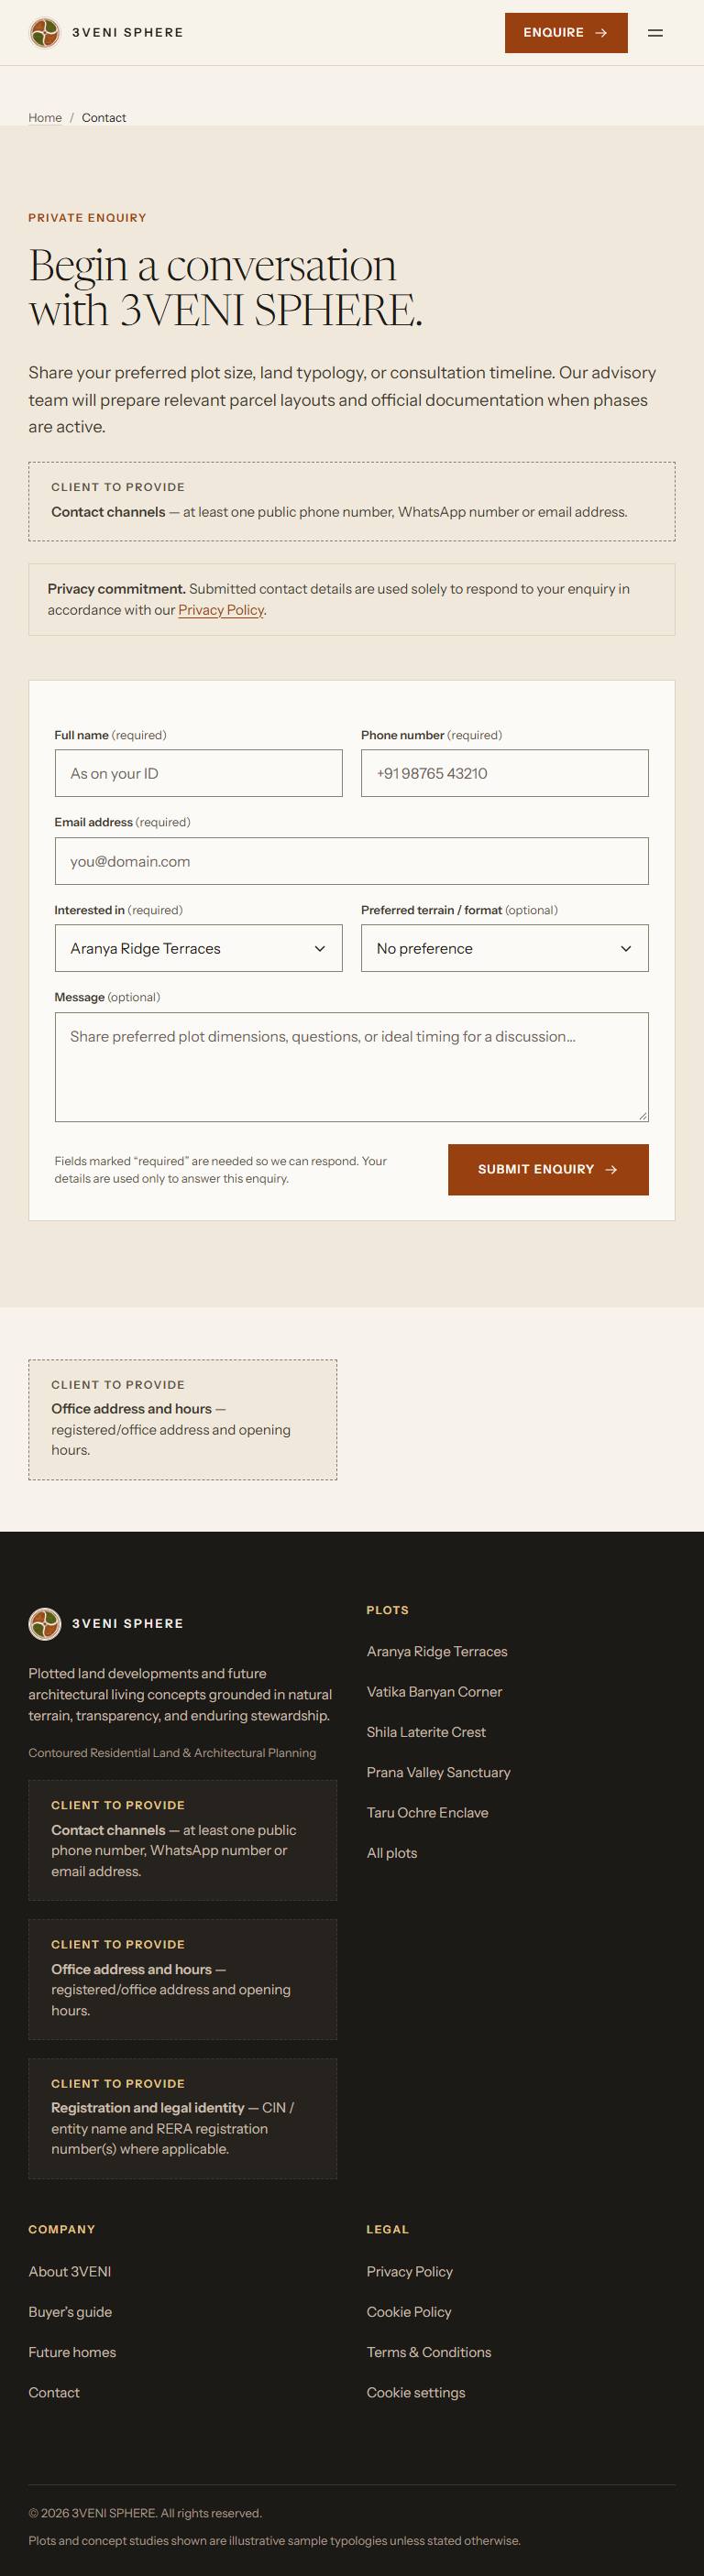 3VENI SPHERE
ENQUIRE →
Home / Contact
PRIVATE ENQUIRY
Begin a conversation
with 3VENI SPHERE.
Share your preferred plot size, land typology, or consultation timeline. Our advisory
team will prepare relevant parcel layouts and official documentation when phases
are active.
CLIENT TO PROVIDE
Contact channels — at least one public phone number, WhatsApp number or email address.
Privacy commitment. Submitted contact details are used solely to respond to your enquiry in
accordance with our Privacy Policy.
Full name (required)
Phone number (required)
As on your ID
+91 98765 43210
Email address (required)
you@domain.com
Interested in (required)
Preferred terrain / format (optional)
Aranya Ridge Terraces
No preference
Message (optional)
Share preferred plot dimensions, questions, or ideal timing for a discussion...
Fields marked “required” are needed so we can respond. Your
details are used only to answer this enquiry.
SUBMIT ENQUIRY →
CLIENT TO PROVIDE
Office address and hours —
registered/office address and opening
hours.
3VENI SPHERE
Plotted land developments and future
architectural living concepts grounded in natural
terrain, transparency, and enduring stewardship.
Contoured Residential Land & Architectural Planning
CLIENT TO PROVIDE
Contact channels — at least one public
phone number, WhatsApp number or
email address.
CLIENT TO PROVIDE
Office address and hours —
registered/office address and opening
hours.
CLIENT TO PROVIDE
Registration and legal identity — CIN /
entity name and RERA registration
number(s) where applicable.
PLOTS
Aranya Ridge Terraces
Vatika Banyan Corner
Shila Laterite Crest
Prana Valley Sanctuary
Taru Ochre Enclave
All plots
COMPANY
About 3VENI
Buyer’s guide
Future homes
Contact
LEGAL
Privacy Policy
Cookie Policy
Terms & Conditions
Cookie settings
© 2026 3VENI SPHERE. All rights reserved.
Plots and concept studies shown are illustrative sample typologies unless stated otherwise.